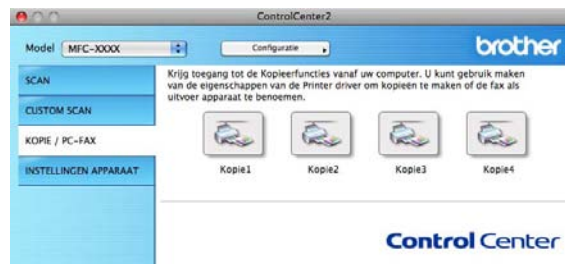 ControlCenter2
Model MFC-XXXX Configuratie brother
SCAN
CUSTOM SCAN
KOPIE / PC-FAX
INSTELLINGEN APPARAAT
Krijg toegang tot de Kopieerfuncties vanaf uw computer. U kunt gebruik maken
van de eigenschappen van de Printer driver om kopieën te maken of de fax als
uitvoer apparaat te benoemen.
Kopie1 Kopie2 Kopie3 Kopie4
Control Center